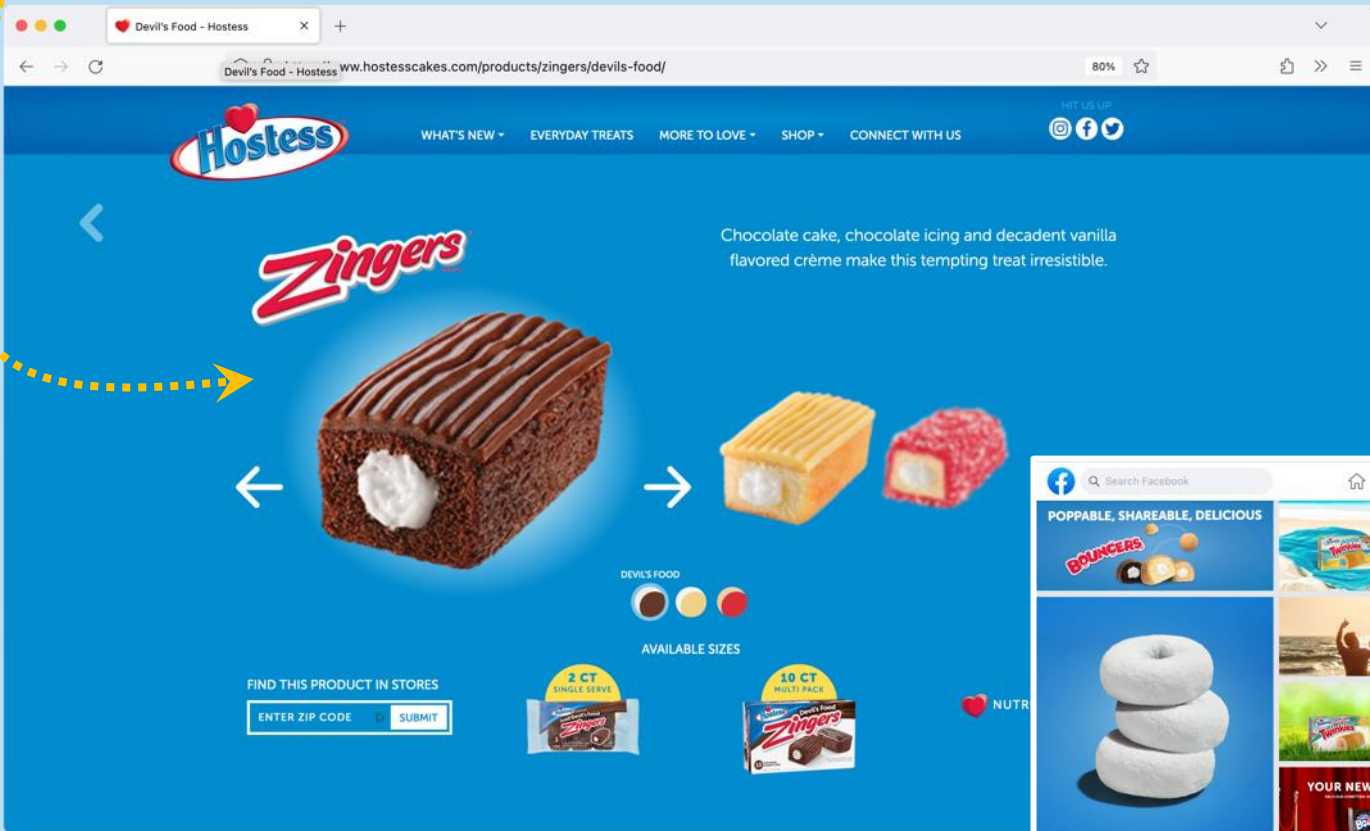 Devil's Food - Hostess
Devil's Food - Hostess
ww.hostesscakes.com/products/zingers/devils-food/
80%
HIT US UP
Hostess
WHAT'S NEW
EVERYDAY TREATS
MORE TO LOVE
SHOP
CONNECT WITH US
Zingers
Chocolate cake, chocolate icing and decadent vanilla
flavored crème make this tempting treat irresistible.
DEVIL'S FOOD
AVAILABLE SIZES
FIND THIS PRODUCT IN STORES
ENTER ZIP CODE
SUBMIT
2 CT
SINGLE SERVE
Zingers
10 CT
MULTI PACK
Devil's Food
Zingers
NUTR
Search Facebook
POPPABLE, SHAREABLE, DELICIOUS
BOUNCERS
Twinkies
Twinkies
YOUR NEW